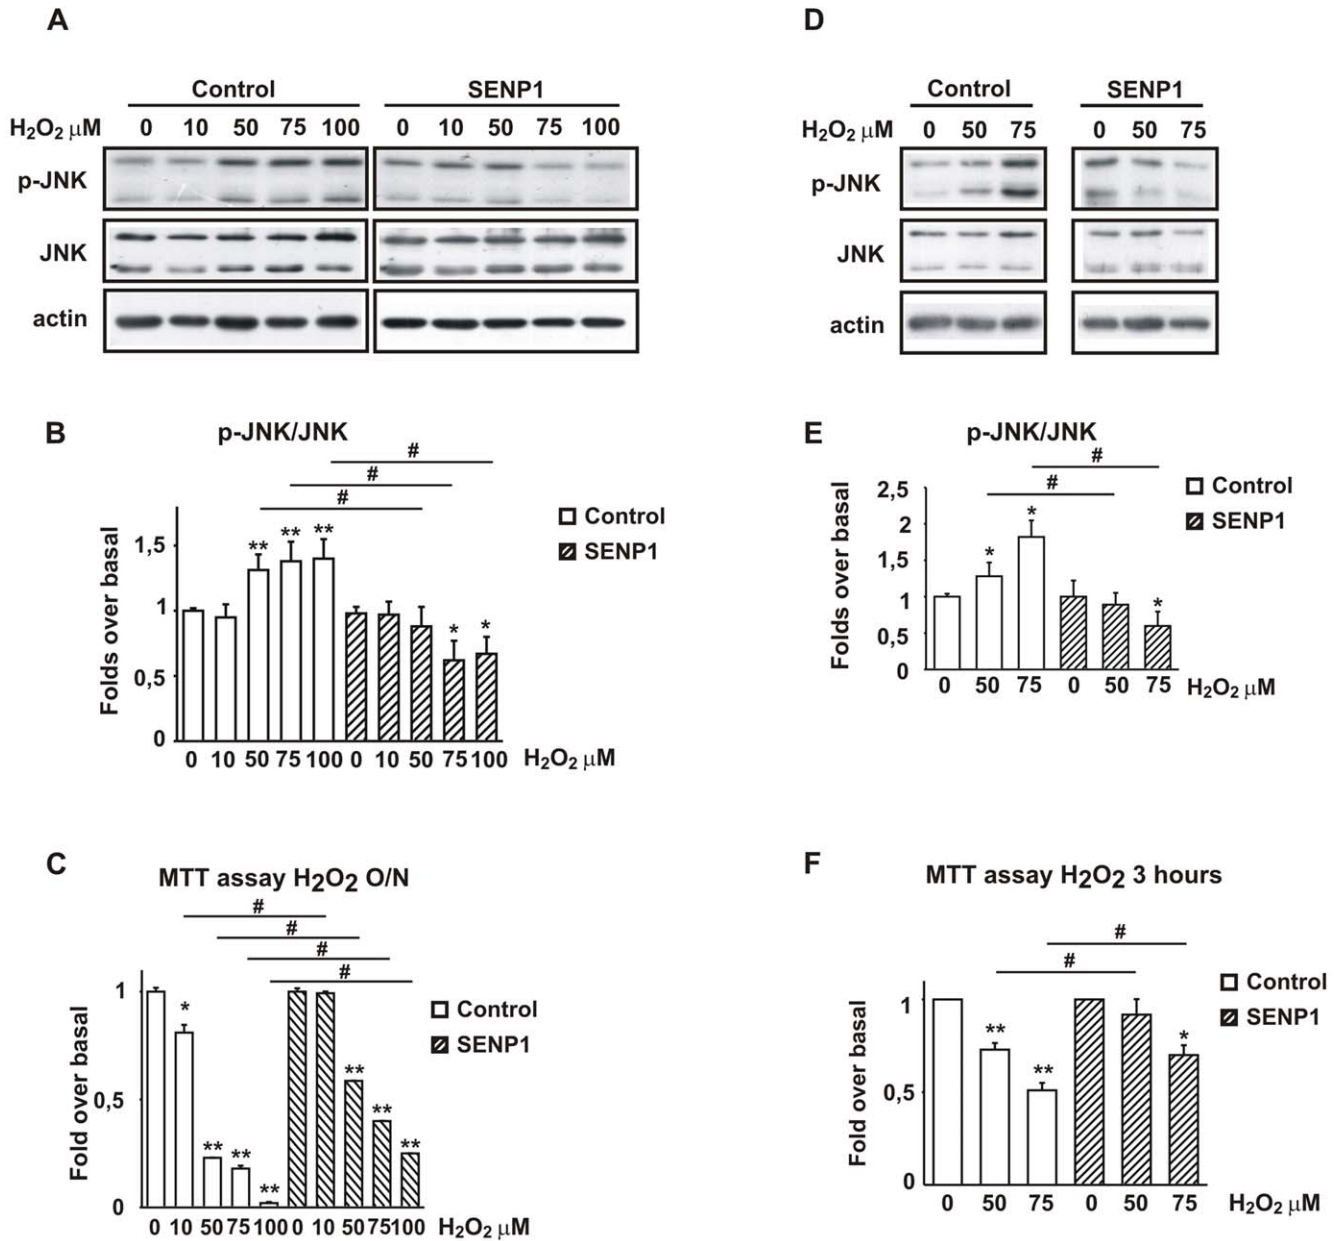 A
Control SENP1
H2O2 µM 0 10 50 75 100 0 10 50 75 100
p-JNK
JNK
actin
B
p-JNK/JNK
#
#
#
Folds over basal
1,5
1
0,5
0
** ** **
* *
Control
SENP1
0 10 50 75 100 0 10 50 75 100 H2O2 µM
C
MTT assay H2O2 O/N
#
#
#
#
Fold over basal
1
0,5
0
*
** **
**
**
**
**
Control
SENP1
0 10 50 75 100 0 10 50 75 100 H2O2 µM
D
Control SENP1
H2O2 µM 0 50 75 0 50 75
p-JNK
JNK
actin
E
p-JNK/JNK
#
#
Folds over basal
2,5
2
1,5
1
0,5
0
*
*
*
Control
SENP1
0 50 75 0 50 75 H2O2 µM
F
MTT assay H2O2 3 hours
#
#
Fold over basal
1
0,5
0
**
**
*
Control
SENP1
0 50 75 0 50 75 H2O2 µM